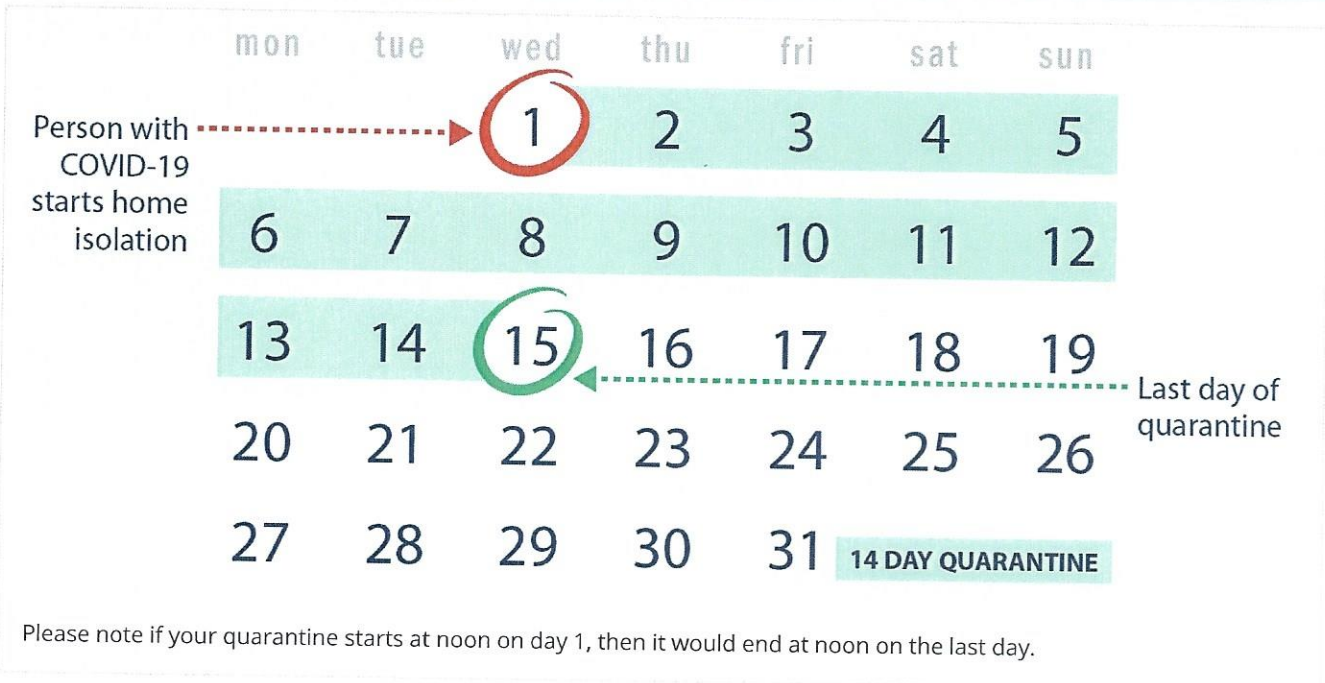 mon tue wed thu fri sat sun
1 2 3 4 5
Person with
COVID-19
starts home
isolation
6 7 8 9 10 11 12
13 14 15 16 17 18 19
Last day of
quarantine
20 21 22 23 24 25 26
27 28 29 30 31 14 DAY QUARANTINE
Please note if your quarantine starts at noon on day 1, then it would end at noon on the last day.